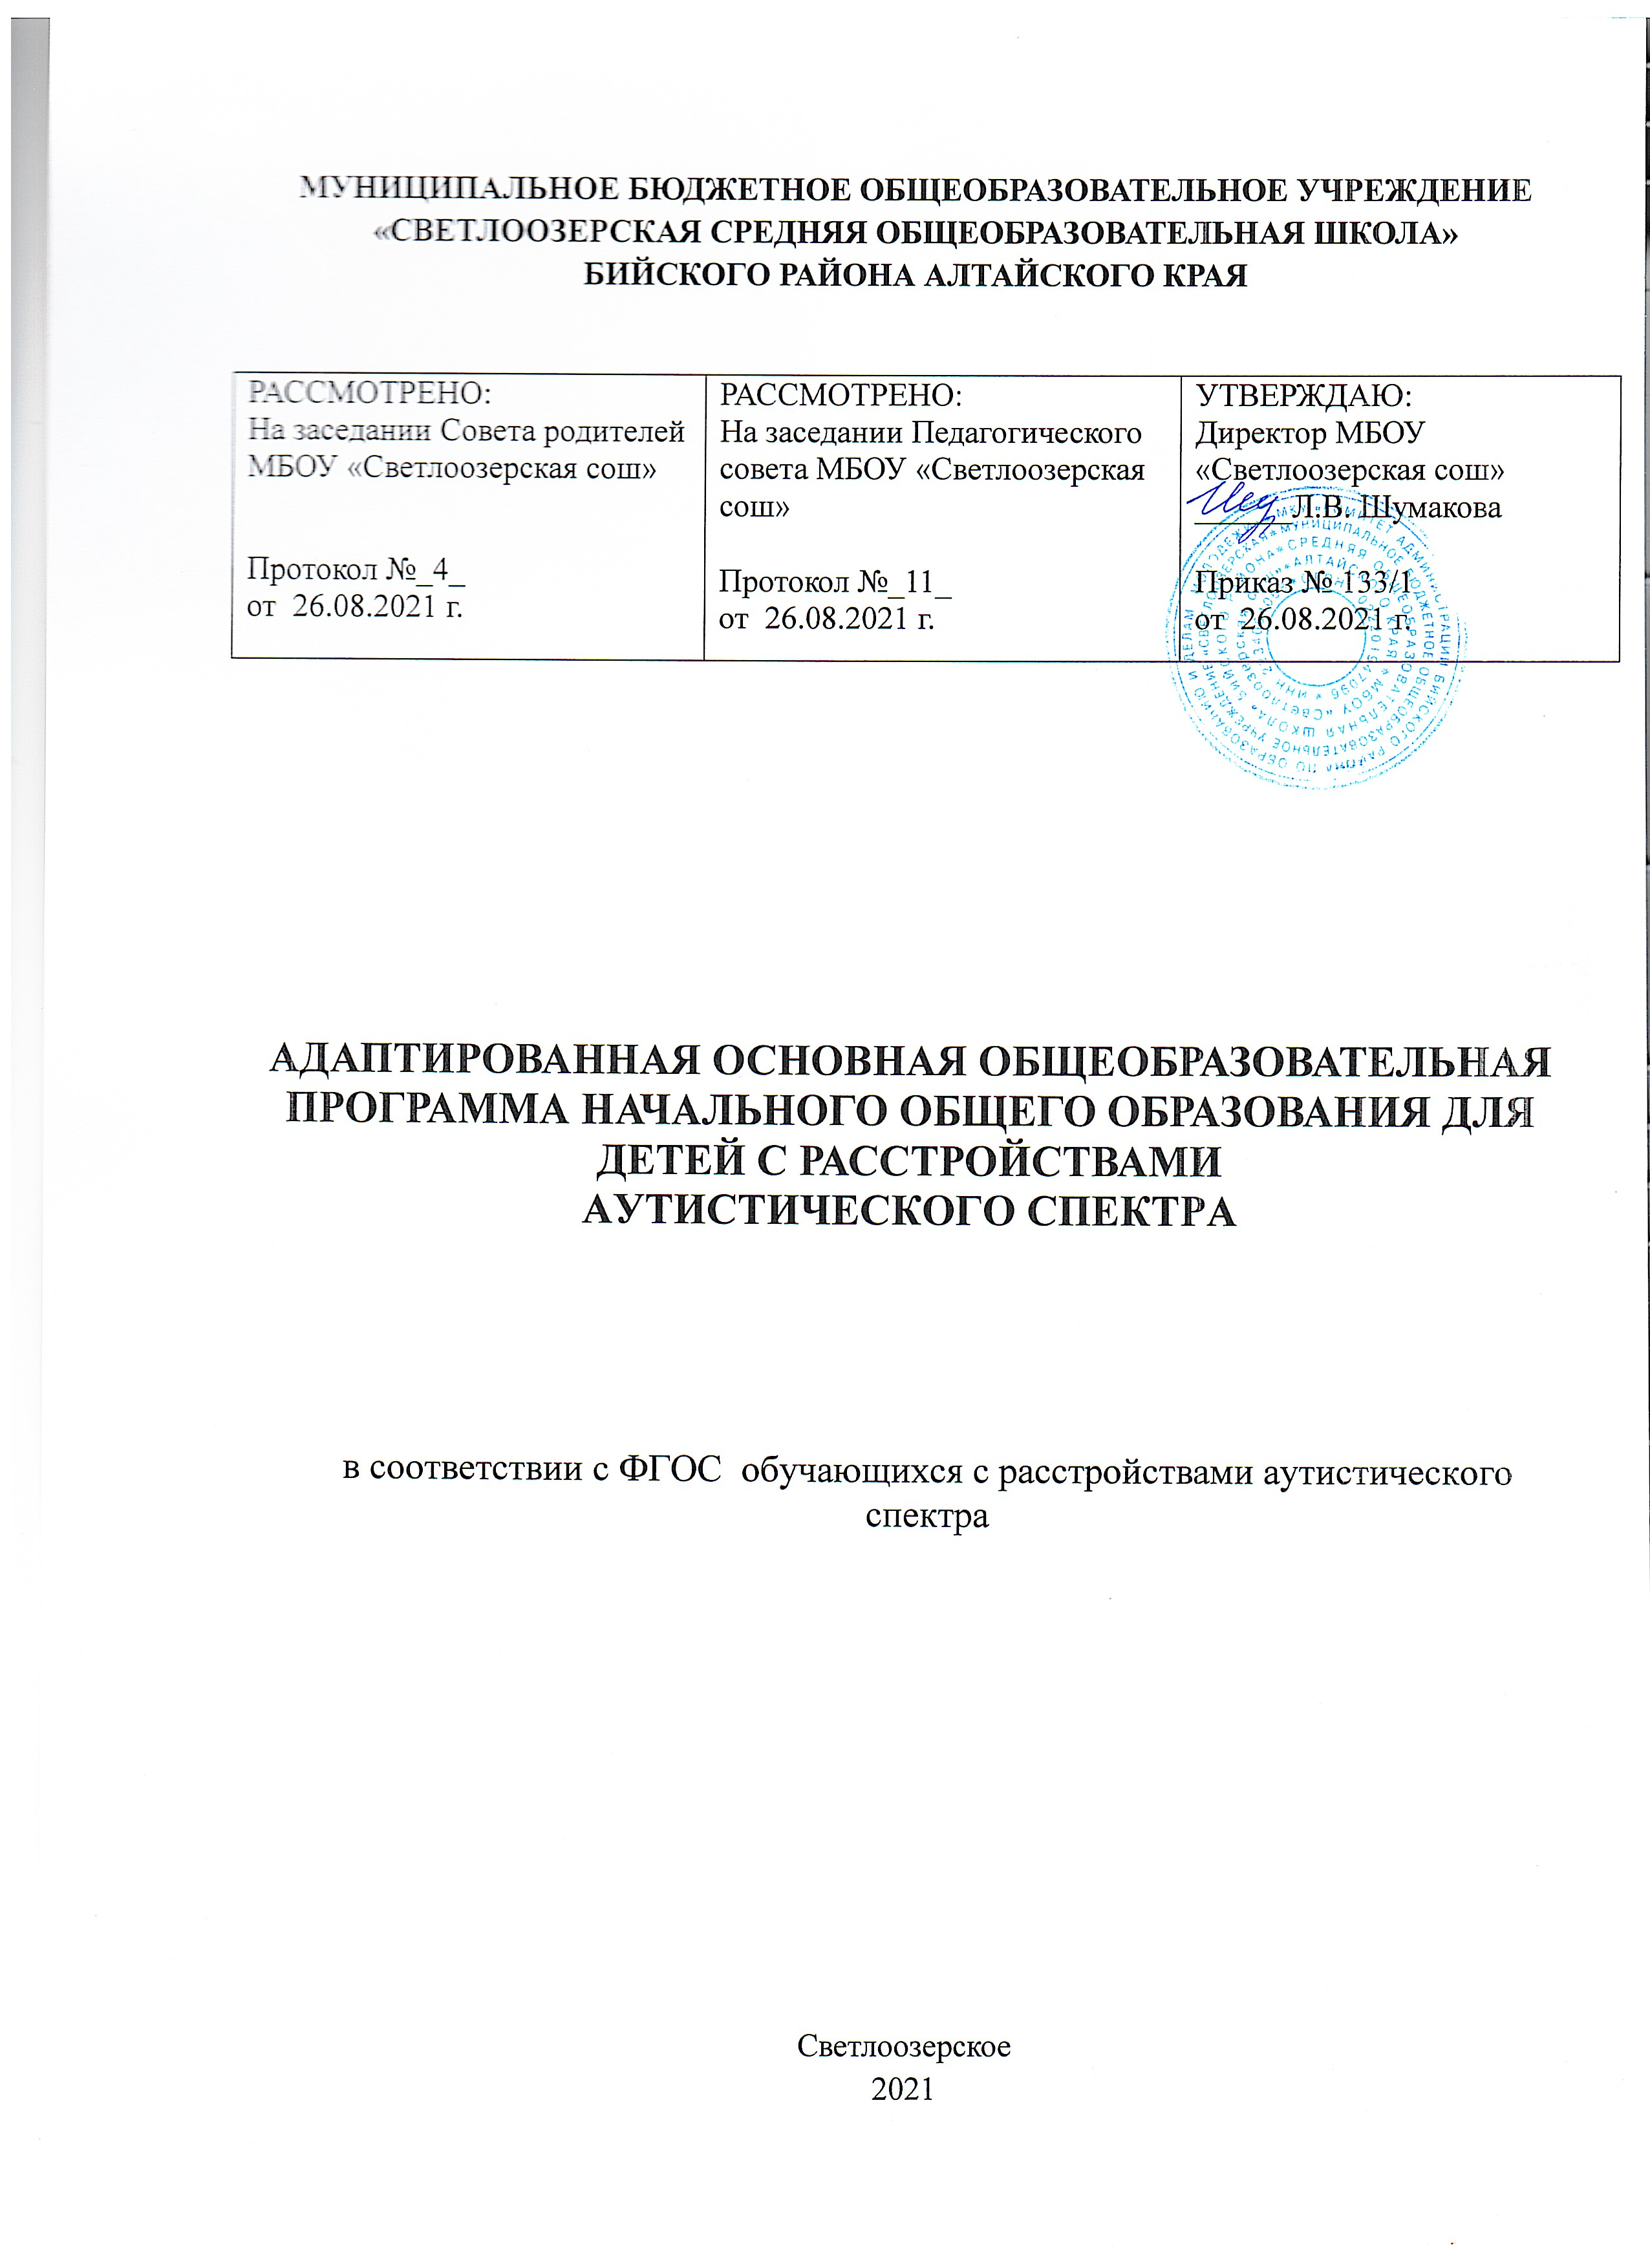 МУНИЦИПАЛЬНОЕ БЮДЖЕТНОЕ ОБЩЕОБРАЗОВАТЕЛЬНОЕ УЧРЕЖДЕНИЕ
«СВЕТЛООЗЕРСКАЯ СРЕДНЯЯ ОБЩЕОБРАЗОВАТЕЛЬНАЯ ШКОЛА»
БИЙСКОГО РАЙОНА АЛТАЙСКОГО КРАЯ
РАССМОТРЕНО:
На заседании Совета родителей
МБОУ «Светлоозерская сош»
Протокол №_4_
от 26.08.2021 г.
РАССМОТРЕНО:
На заседании Педагогического
совета МБОУ «Светлоозерская
сош»
Протокол №_11_
от 26.08.2021 г.
УТВЕРЖДАЮ:
Директор МБОУ
«Светлоозерская сош»
Л.В. Шумакова
Приказ № 133/1
от 26.08.2021 г.
АДАПТИРОВАННАЯ ОСНОВНАЯ ОБЩЕОБРАЗОВАТЕЛЬНАЯ
ПРОГРАММА НАЧАЛЬНОГО ОБЩЕГО ОБРАЗОВАНИЯ ДЛЯ
ДЕТЕЙ С РАССТРОЙСТВАМИ
АУТИСТИЧЕСКОГО СПЕКТРА
в соответствии с ФГОС обучающихся с расстройствами аутистического
спектра
Светлоозерское
2021